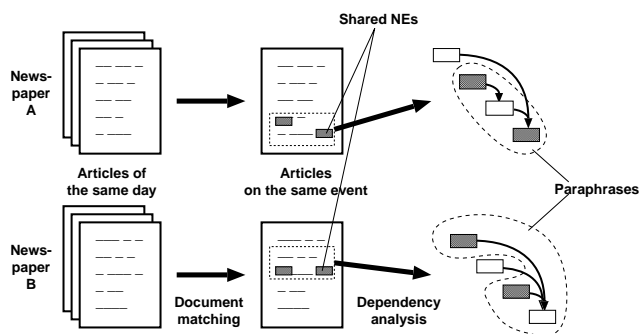 Shared NEs
News-
paper
A
Articles of
the same day
Articles
on the same event
Paraphrases
News-
paper
B
Document
matching
Dependency
analysis